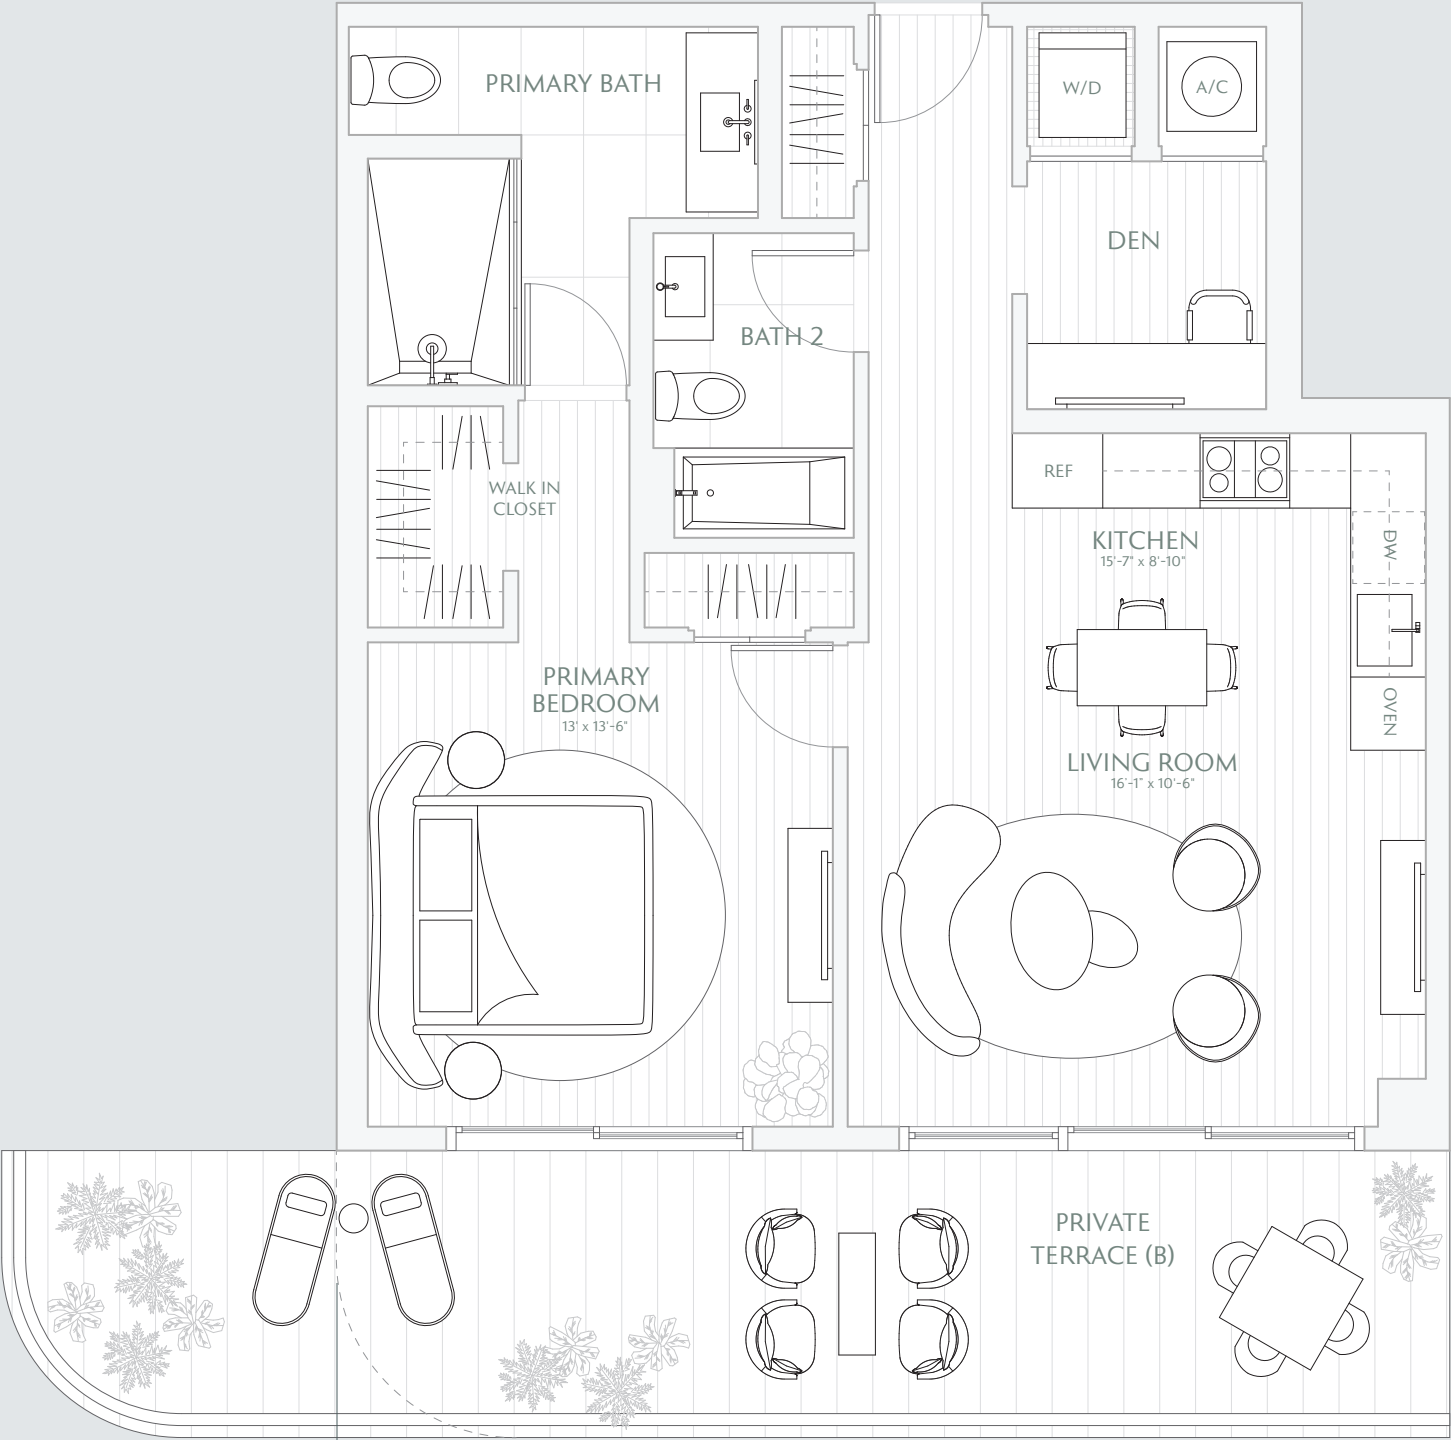 PRIMARY BATH
W/D
A/C
DEN
BATH 2
REF
WALK IN
CLOSET
KITCHEN
15'-7" x 8'-10"
DW
OVEN
PRIMARY
BEDROOM
13' x 13'-6"
LIVING ROOM
16'-1" x 10'-6"
PRIVATE
TERRACE (B)